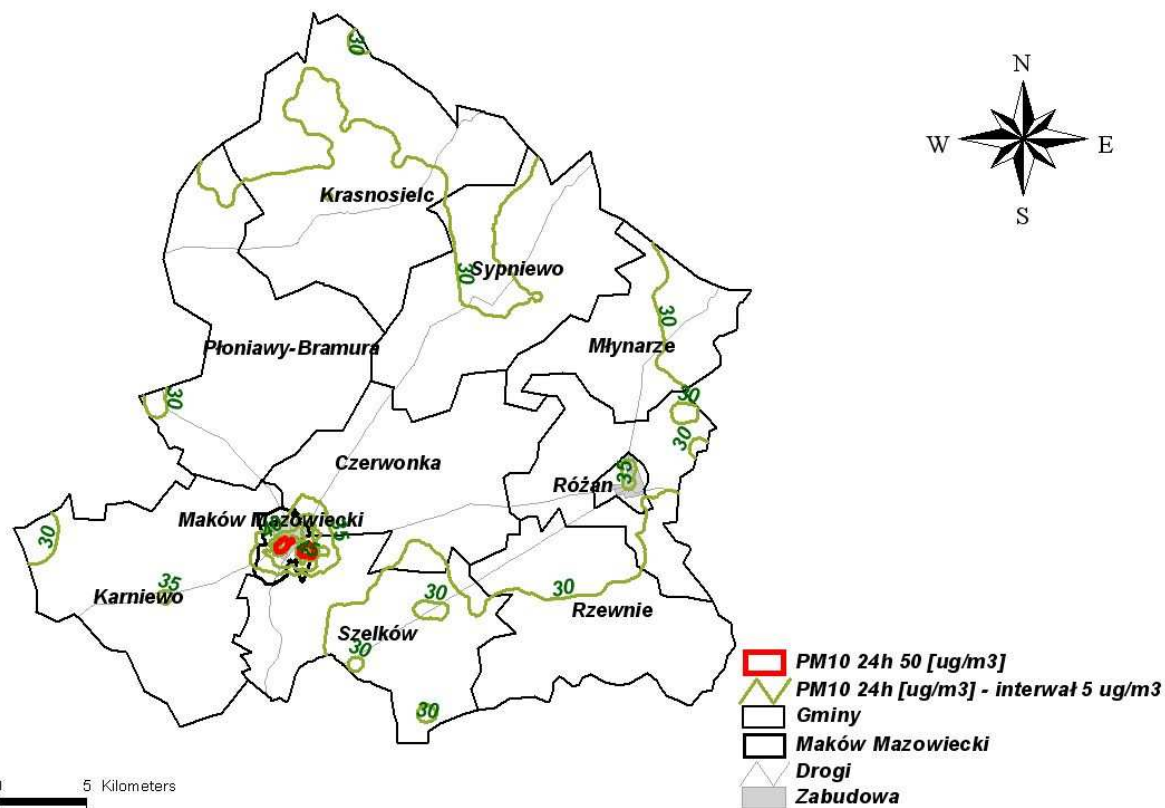 30
N
W E
S
Krasnosielc
30
Sypniewo
30
Młynarze
Płoniawy-Bramura
30
30
30
Czerwonka
35
Różan
Maków Mazowiecki
35
30
35
Karniewo
30
30
Rzewnie
Szelków
30
30
PM10 24h 50 [ug/m3]
PM10 24h [ug/m3] - interwał 5 ug/m3
Gminy
Maków Mazowiecki
Drogi
Zabudowa
5 Kilometers